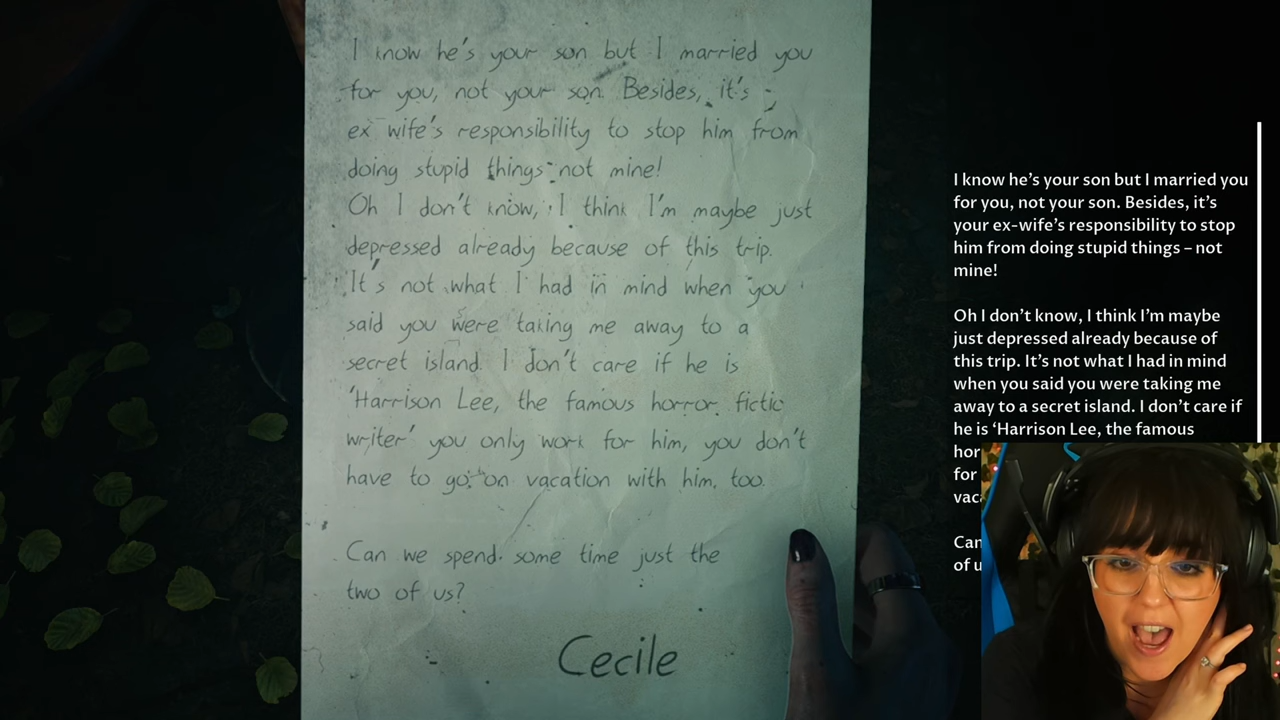 I know he's your son but I married you
for you, not your son. Besides, it's
ex wife's responsibility to stop him from
doing stupid things-not mine!
Oh I don't know, I think I'm maybe just
depressed already because of this trip.
It's not what I had in mind when you
said you were taking me away to a
secret island. I don't care if he is
'Harrison Lee, the famous horror fictic
writer' you only work for him, you don't
have to go on vacation with him, too.
Can we spend some time just the
two of us?
Cecile
I know he's your son but I married you
for you, not your son. Besides, it's
your ex-wife's responsibility to stop
him from doing stupid things – not
mine!
Oh I don't know, I think I'm maybe
just depressed already because of
this trip. It's not what I had in mind
when you said you were taking me
away to a secret island. I don't care if
he is 'Harrison Lee, the famous
hor
for
vac
Can
of u